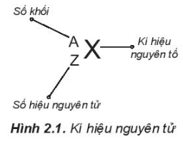 Số khối
A
Z
X
Kí hiệu
nguyên tố
Số hiệu nguyên tử
Hình 2.1. Kí hiệu nguyên tử